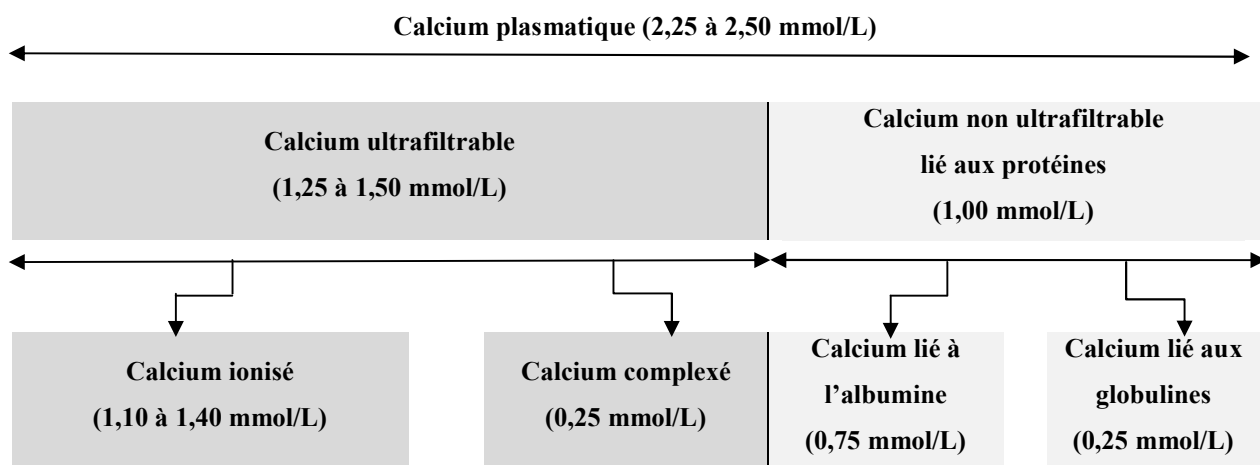 Calcium plasmatique (2,25 à 2,50 mmol/L)
Calcium ultrafiltrable
(1,25 à 1,50 mmol/L)
Calcium non ultrafiltrable
lié aux protéines
(1,00 mmol/L)
Calcium ionisé
(1,10 à 1,40 mmol/L)
Calcium complexé
(0,25 mmol/L)
Calcium lié à
l’albumine
(0,75 mmol/L)
Calcium lié aux
globulines
(0,25 mmol/L)